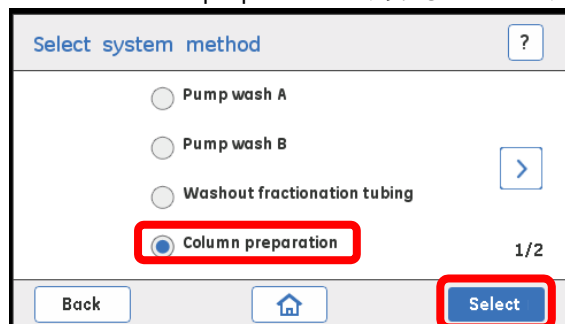 Select system method
?
Pump wash A
Pump wash B
>
Washout fractionation tubing
Column preparation
1/2
Back
Select